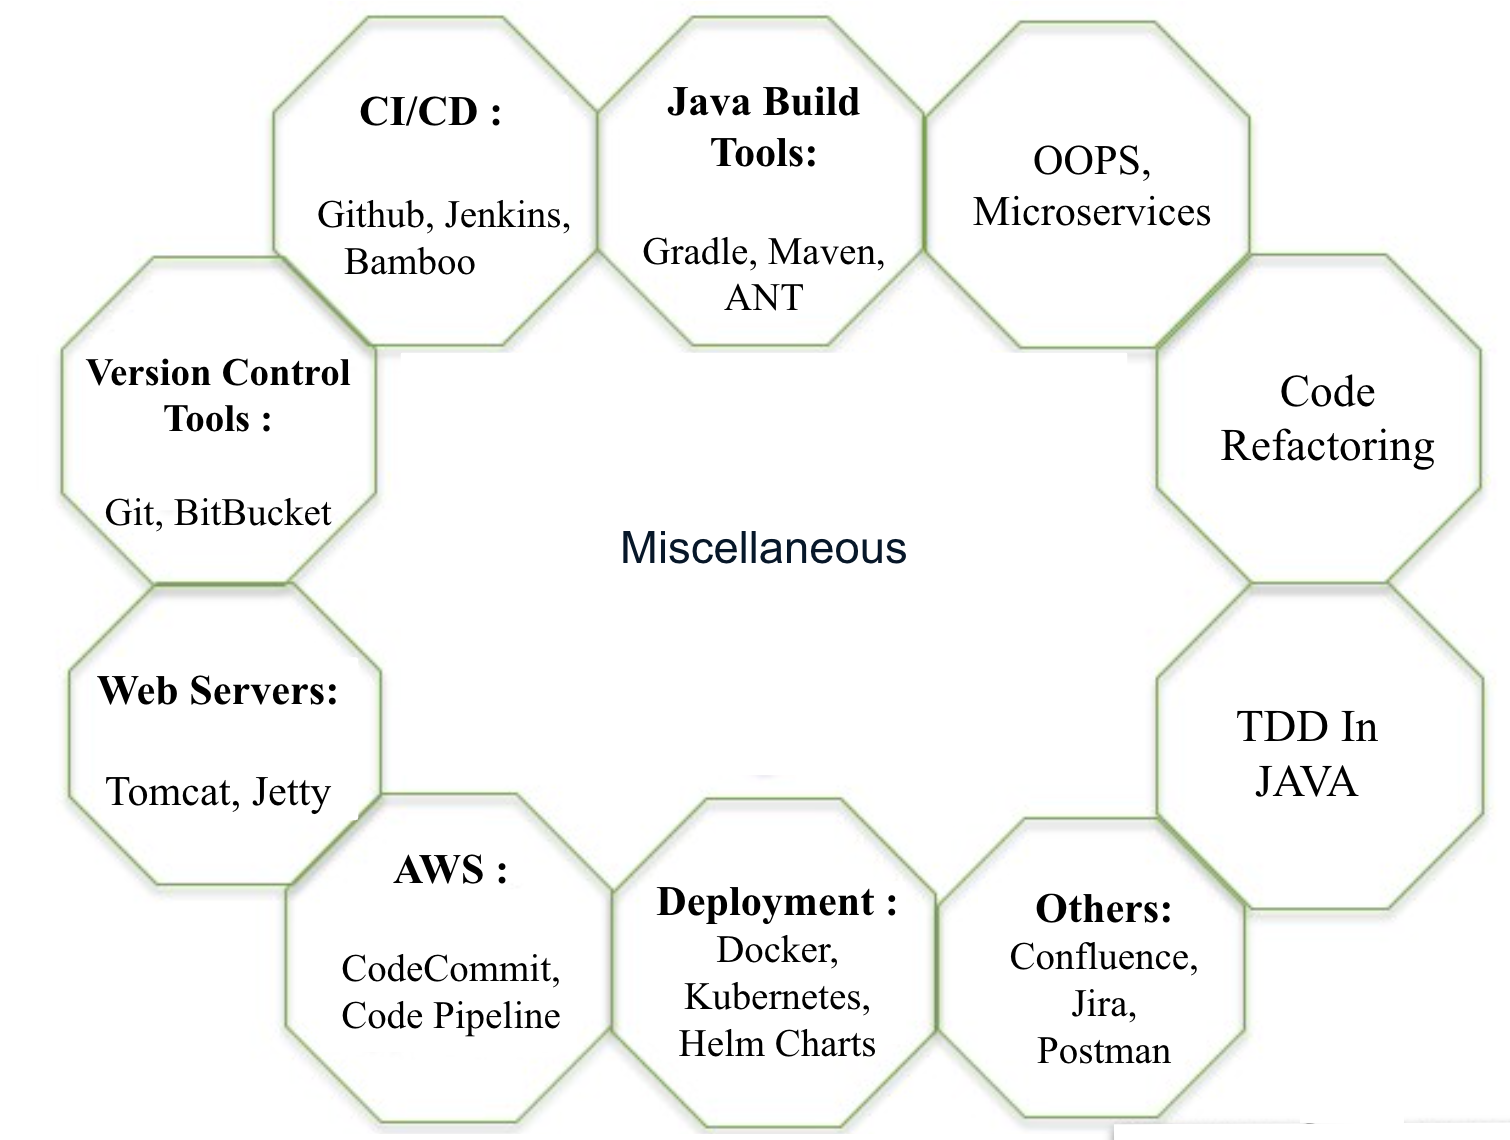 CI/CD :
Github, Jenkins,
Bamboo
Java Build
Tools:
Gradle, Maven,
ANT
OOPS,
Microservices
Version Control
Tools :
Git, BitBucket
Code
Refactoring
Miscellaneous
Web Servers:
Tomcat, Jetty
TDD In
JAVA
AWS :
CodeCommit,
Code Pipeline
Deployment :
Docker,
Kubernetes,
Helm Charts
Others:
Confluence,
Jira,
Postman